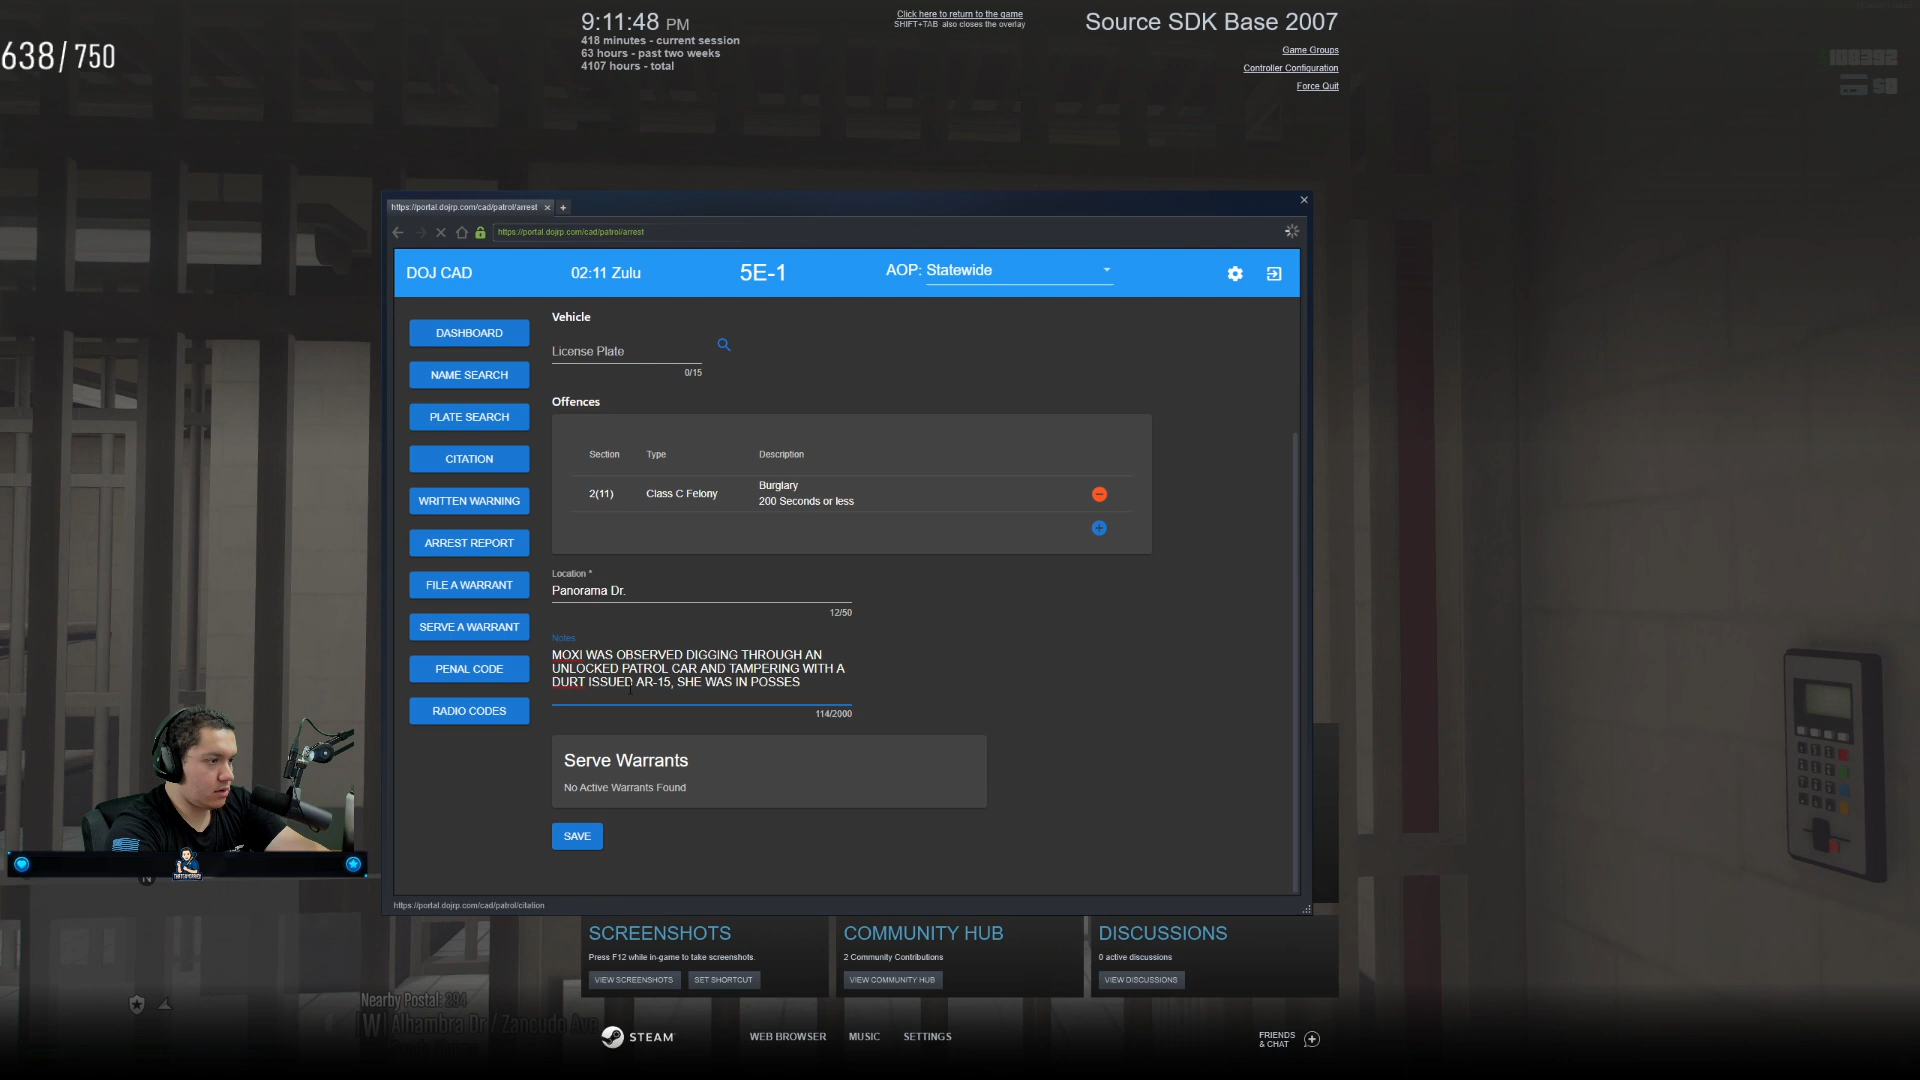 638/750
9:11:48 PM
418 minutes - current session
63 hours - past two weeks
4107 hours - total
Click here to return to the game
SHIFT+TAB also closes the overlay
Source SDK Base 2007
Game Groups
Controller Configuration
Force Quit
108392
$0
https://portal.dojrp.com/cad/patrol/arrest
https://portal.dojrp.com/cad/patrol/arrest
DOJ CAD
02:11 Zulu
5E-1
AOP: Statewide
DASHBOARD
NAME SEARCH
PLATE SEARCH
CITATION
WRITTEN WARNING
ARREST REPORT
FILE A WARRANT
SERVE A WARRANT
PENAL CODE
RADIO CODES
Vehicle
License Plate
0/15
Offences
Section Type Description
2(11) Class C Felony Burglary
200 Seconds or less
Location *
Panorama Dr.
12/50
Notes
MOXI WAS OBSERVED DIGGING THROUGH AN
UNLOCKED PATROL CAR AND TAMPERING WITH A
DURT ISSUED AR-15, SHE WAS IN POSSES
114/2000
Serve Warrants
No Active Warrants Found
SAVE
https://portal.dojrp.com/cad/patrol/citation
SCREENSHOTS
Press F12 while in-game to take screenshots.
VIEW SCREENSHOTS SET SHORTCUT
COMMUNITY HUB
2 Community Contributions
VIEW COMMUNITY HUB
DISCUSSIONS
0 active discussions
VIEW DISCUSSIONS
N
Nearby Postal: 294
[W] Alhambra Dr / Zancudo Ave
STEAM
WEB BROWSER MUSIC SETTINGS
FRIENDS
& CHAT